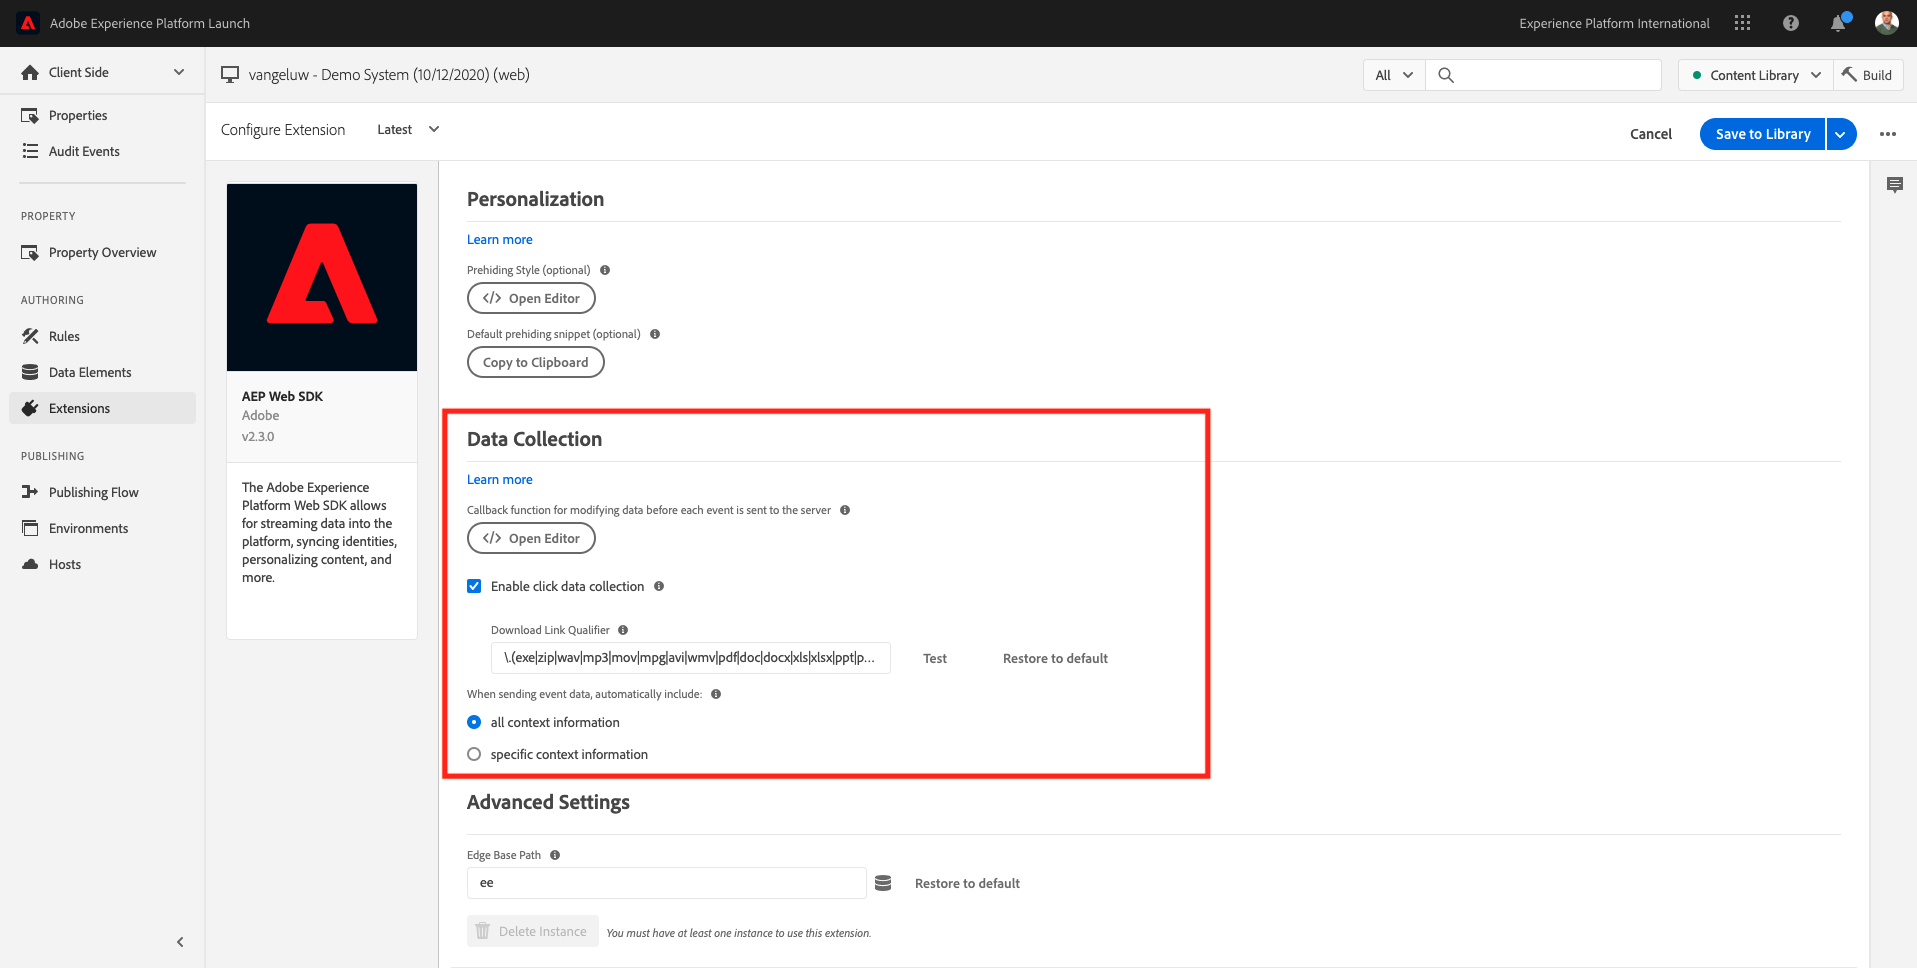 Adobe Experience Platform Launch
Experience Platform International
Client Side
vangeluw - Demo System (10/12/2020) (web)
All
Content Library
Build
Properties
Audit Events
Configure Extension
Latest
Cancel
Save to Library
PROPERTY
Property Overview
AUTHORING
Rules
Data Elements
Extensions
PUBLISHING
Publishing Flow
Environments
Hosts
AEP Web SDK
Adobe
v2.3.0
The Adobe Experience
Platform Web SDK allows
for streaming data into the
platform, syncing identities,
personalizing content, and
more.
Personalization
Learn more
Prehiding Style (optional)
</> Open Editor
Default prehiding snippet (optional)
Copy to Clipboard
Data Collection
Learn more
Callback function for modifying data before each event is sent to the server
</> Open Editor
Enable click data collection
Download Link Qualifier
\.(exe|zip|wav|mp3|mov|mpg|avi|wmv|pdf|doc|docx|xls|xlsx|ppt|p...
Test
Restore to default
When sending event data, automatically include:
all context information
specific context information
Advanced Settings
Edge Base Path
ee
Restore to default
Delete Instance
You must have at least one instance to use this extension.